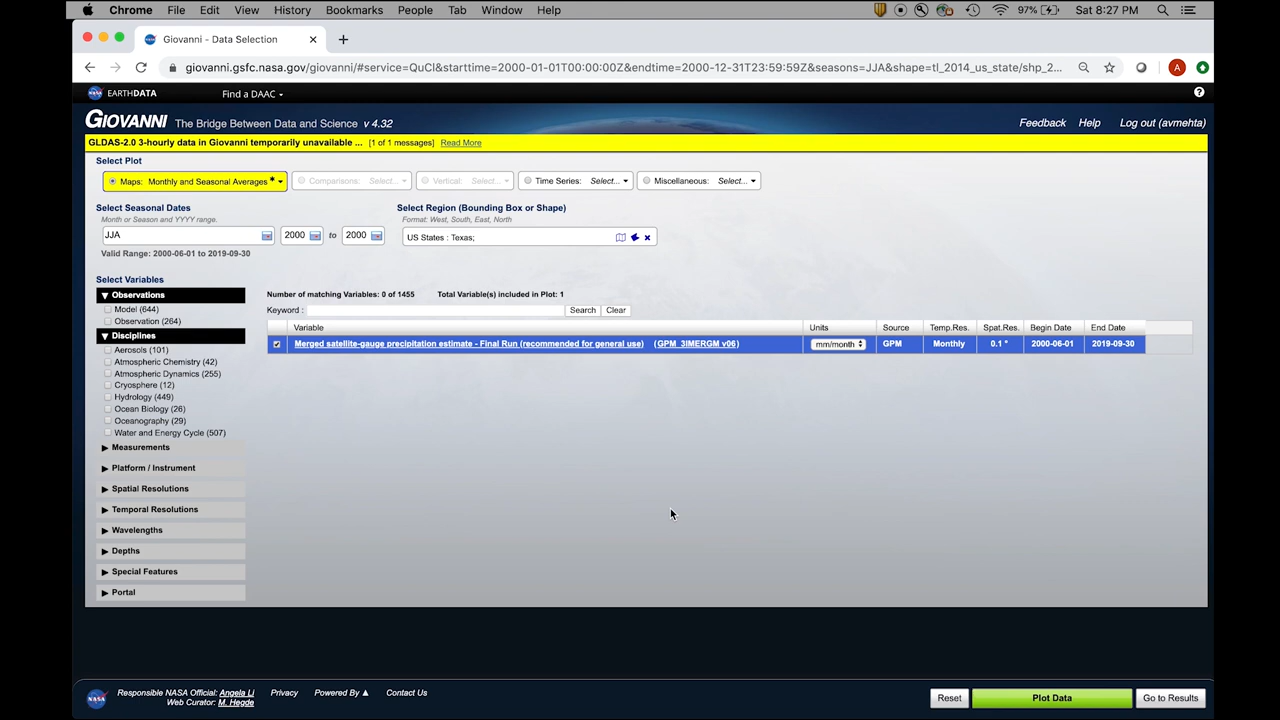 Chrome File Edit View History Bookmarks People Tab Window Help 97% Sat 8:27 PM
Giovanni - Data Selection
giovanni.gsfc.nasa.gov/giovanni/#service=QuCl&starttime=2000-01-01T00:00:00Z&endtime=2000-12-31T23:59:59Z&seasons=JJA&shape=tl_2014_us_state/shp_2... A
EARTHDATA Find a DAAC
GIOVANNI The Bridge Between Data and Science v 4.32 Feedback Help Log out (avmehta)
GLDAS-2.0 3-hourly data in Giovanni temporarily unavailable ... [1 of 1 messages] Read More
Select Plot
Maps: Monthly and Seasonal Averages * Comparisons: Select... Vertical: Select... Time Series: Select... Miscellaneous: Select...
Select Seasonal Dates Select Region (Bounding Box or Shape)
Month or Season and YYYY range. Format: West, South, East, North
JJA 2000 to 2000 US States : Texas;
Valid Range: 2000-06-01 to 2019-09-30
Select Variables
Observations Number of matching Variables: 0 of 1455 Total Variable(s) included in Plot: 1
Model (644) Keyword : Search Clear
Observation (264) Variable Units Source Temp.Res. Spat.Res. Begin Date End Date
Disciplines Merged satellite-gauge precipitation estimate - Final Run (recommended for general use) (GPM_3IMERGM v06) mm/month GPM Monthly 0.1 ° 2000-06-01 2019-09-30
Aerosols (101)
Atmospheric Chemistry (42)
Atmospheric Dynamics (255)
Cryosphere (12)
Hydrology (449)
Ocean Biology (26)
Oceanography (29)
Water and Energy Cycle (507)
Measurements
Platform / Instrument
Spatial Resolutions
Temporal Resolutions
Wavelengths
Depths
Special Features
Portal
Responsible NASA Official: Angela Li Privacy Powered By Contact Us Reset Plot Data Go to Results
Web Curator: M. Hegde